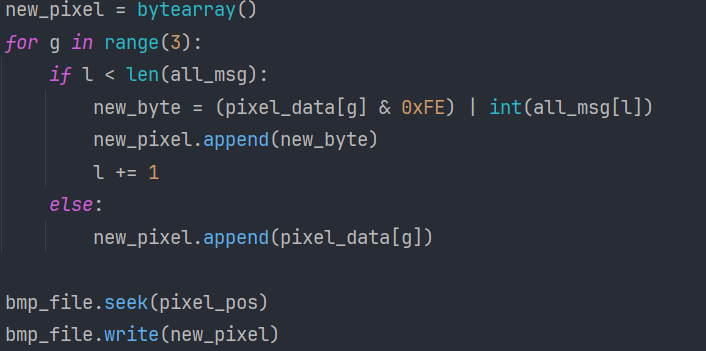 new_pixel = bytearray()
for g in range(3):
    if l < len(all_msg):
        new_byte = (pixel_data[g] & 0xFE) | int(all_msg[l])
        new_pixel.append(new_byte)
        l += 1
    else:
        new_pixel.append(pixel_data[g])

bmp_file.seek(pixel_pos)
bmp_file.write(new_pixel)